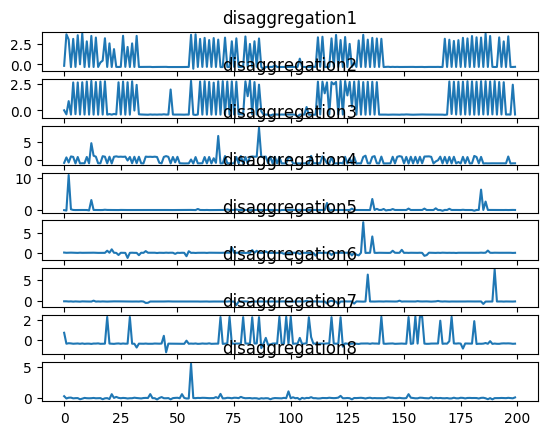 disaggregation1
2.5
0.0
disaggregation2
2.5
0.0
disaggregation3
5
0
disaggregation4
10
0
disaggregation5
5
0
disaggregation6
5
0
disaggregation7
2
0
disaggregation8
5
0
0 25 50 75 100 125 150 175 200